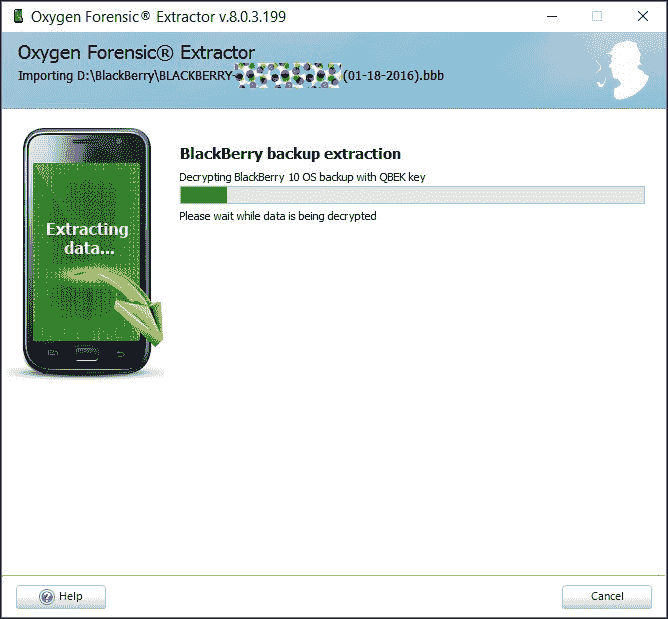 Oxygen Forensic® Extractor v.8.0.3.199
Oxygen Forensic® Extractor
Importing D:\BlackBerry\BLACKBERRY- (01-18-2016).bbb
BlackBerry backup extraction
Decrypting BlackBerry 10 OS backup with QBEK key
Please wait while data is being decrypted
Extracting
data...
Help
Cancel